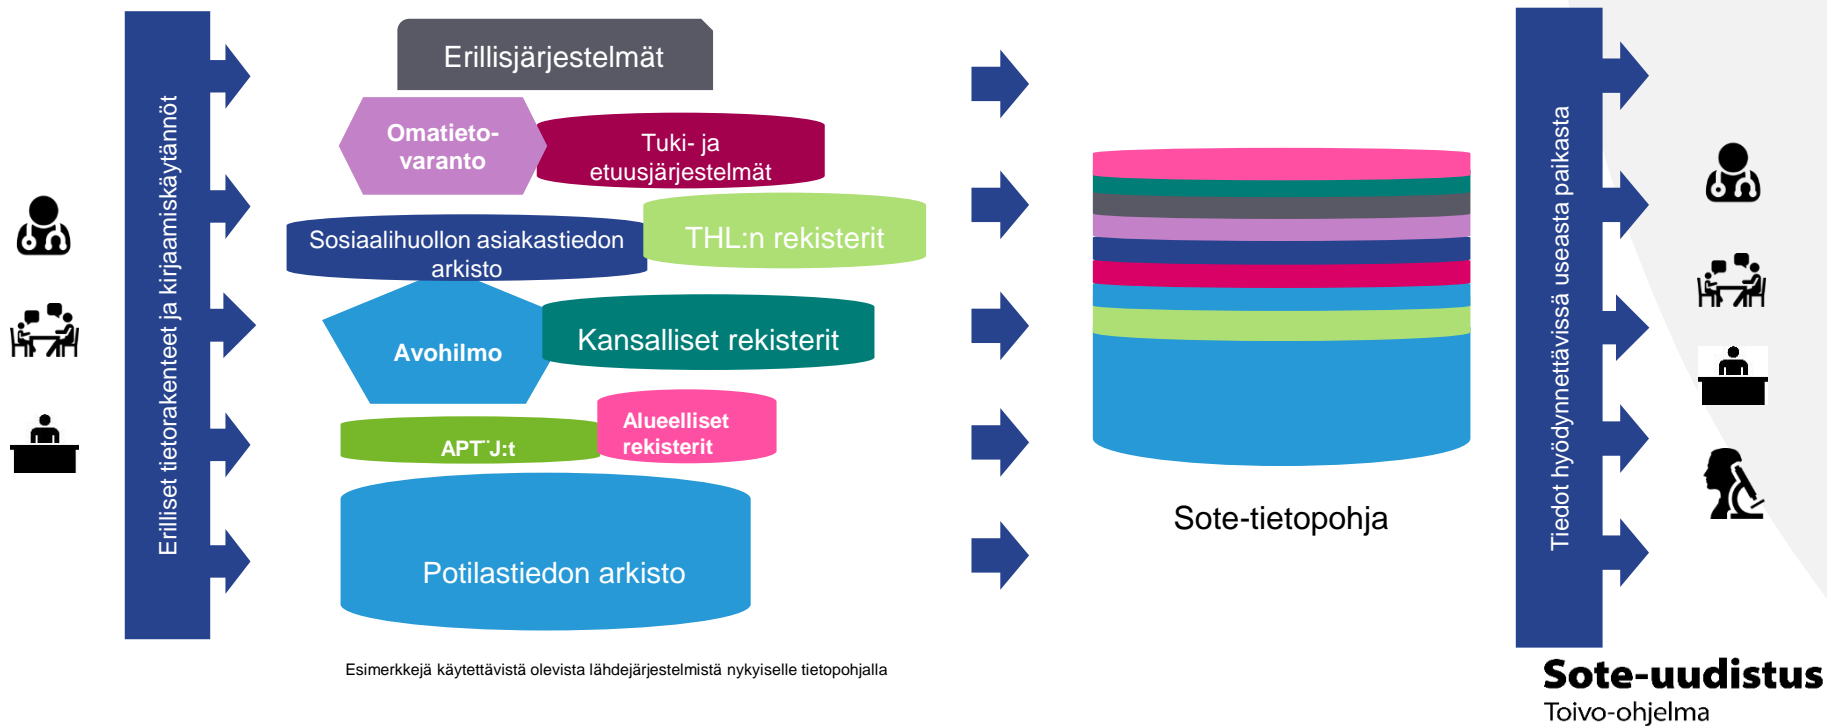 Erilliset tietorakenteet ja kirjaamiskäytännöt
Erillisjärjestelmät
Omatieto-
varanto
Tuki- ja
etuusjärjestelmät
Sosiaalihuollon asiakastiedon
arkisto
THL:n rekisterit
Avohilmo
Kansalliset rekisterit
APT¨J:t
Alueelliset
rekisterit
Potilastiedon arkisto
Esimerkkejä käytettävistä olevista lähdejärjestelmistä nykyiselle tietopohjalla
Sote-tietopohja
Tiedot hyödynnettävissä useasta paikasta
Sote-uudistus
Toivo-ohjelma